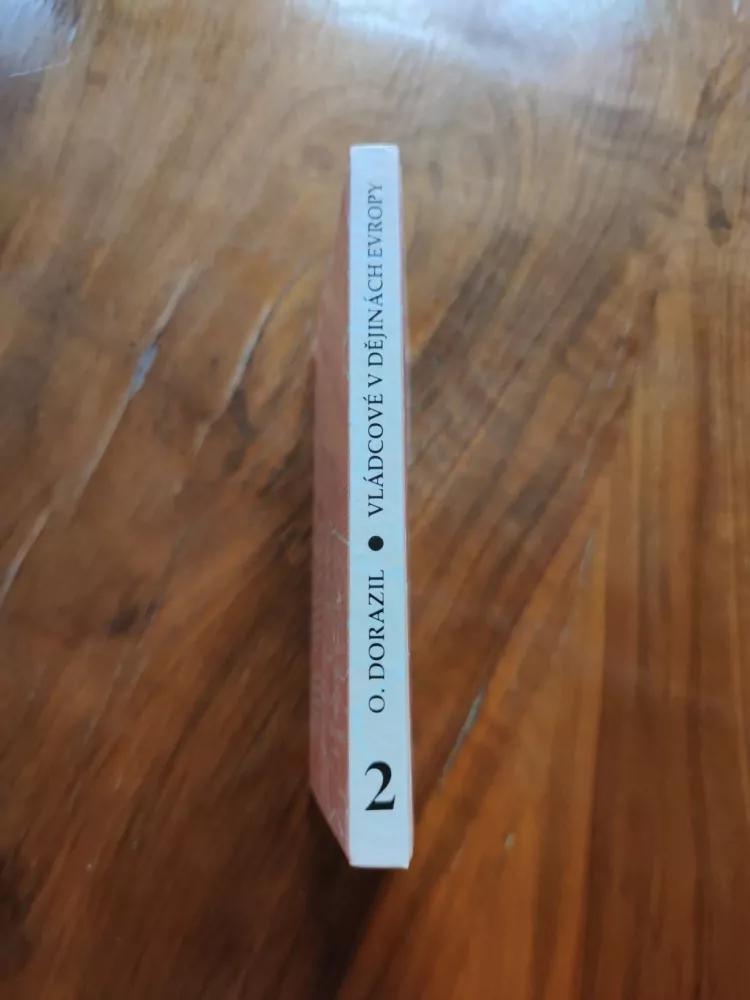 2
O. DORAZIL • VLÁDCOVÉ V DĚJINÁCH EVROPY